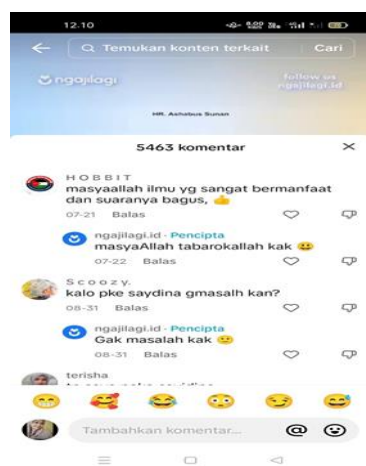 12.10
Temukan konten terkait
Cari
ngajilagi
follow us
ngajilagi.id
HR. Ashabus Sunan
5463 komentar
HOBBIT
masyaallah ilmu yg sangat bermanfaat
dan suaranya bagus, 👍
07-21 Balas
ngajilagi.id · Pencipta
masyaAllah tabarokallah kak 😃
07-22 Balas
Scoozy.
kalo pke saydina gmasalh kan?
08-31 Balas
ngajilagi.id · Pencipta
Gak masalah kak 🙂
08-31 Balas
terisha
Tambahkan komentar...